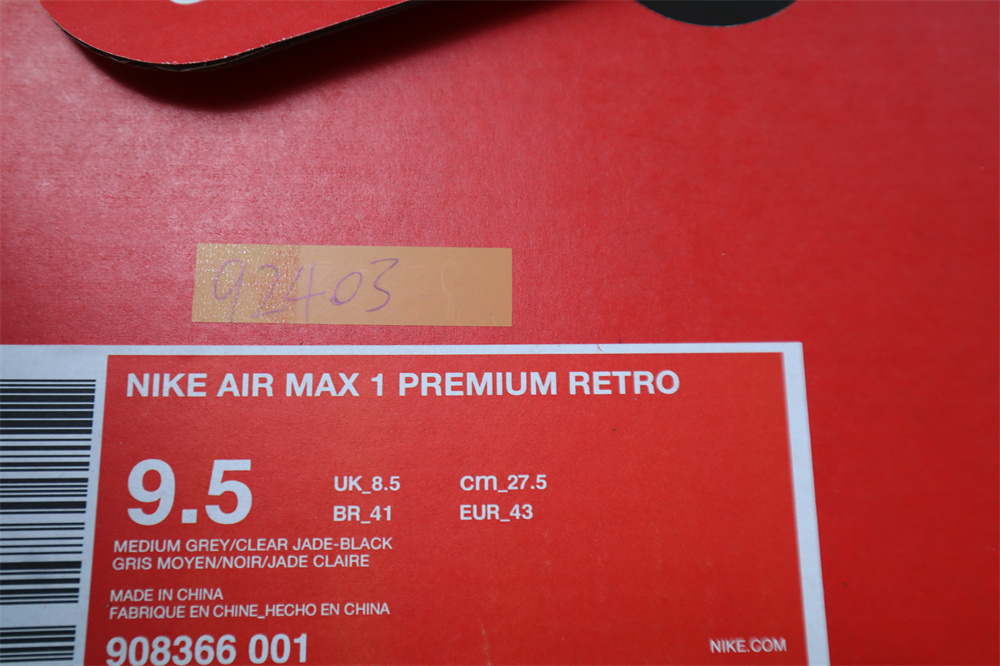 92403
NIKE AIR MAX 1 PREMIUM RETRO
9.5
UK_8.5
cm_27.5
BR_41
EUR_43
MEDIUM GREY/CLEAR JADE-BLACK
GRIS MOYEN/NOIR/JADE CLAIRE
MADE IN CHINA
FABRIQUE EN CHINE_HECHO EN CHINA
908366 001
NIKE.COM